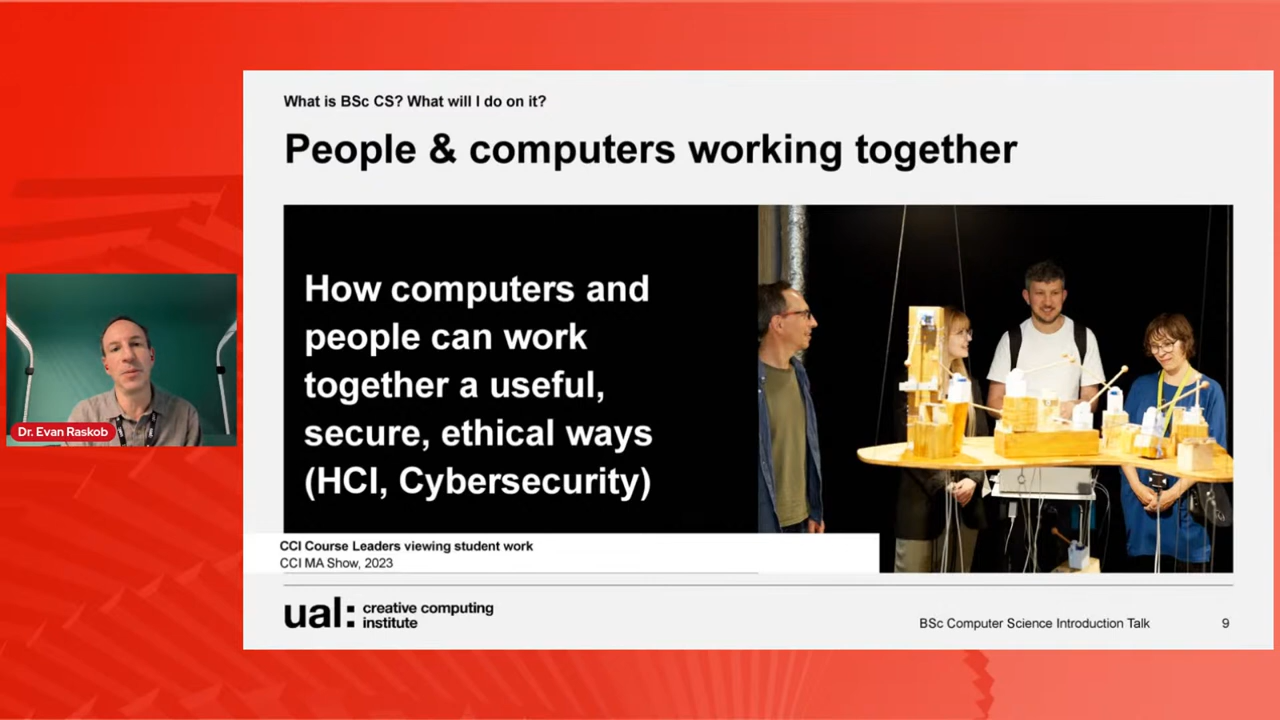 What is BSc CS? What will I do on it?
People & computers working together
How computers and
people can work
together a useful,
secure, ethical ways
(HCI, Cybersecurity)
Dr. Evan Raskob
CCI Course Leaders viewing student work
CCI MA Show, 2023
ual: creative computing
institute
BSc Computer Science Introduction Talk 9